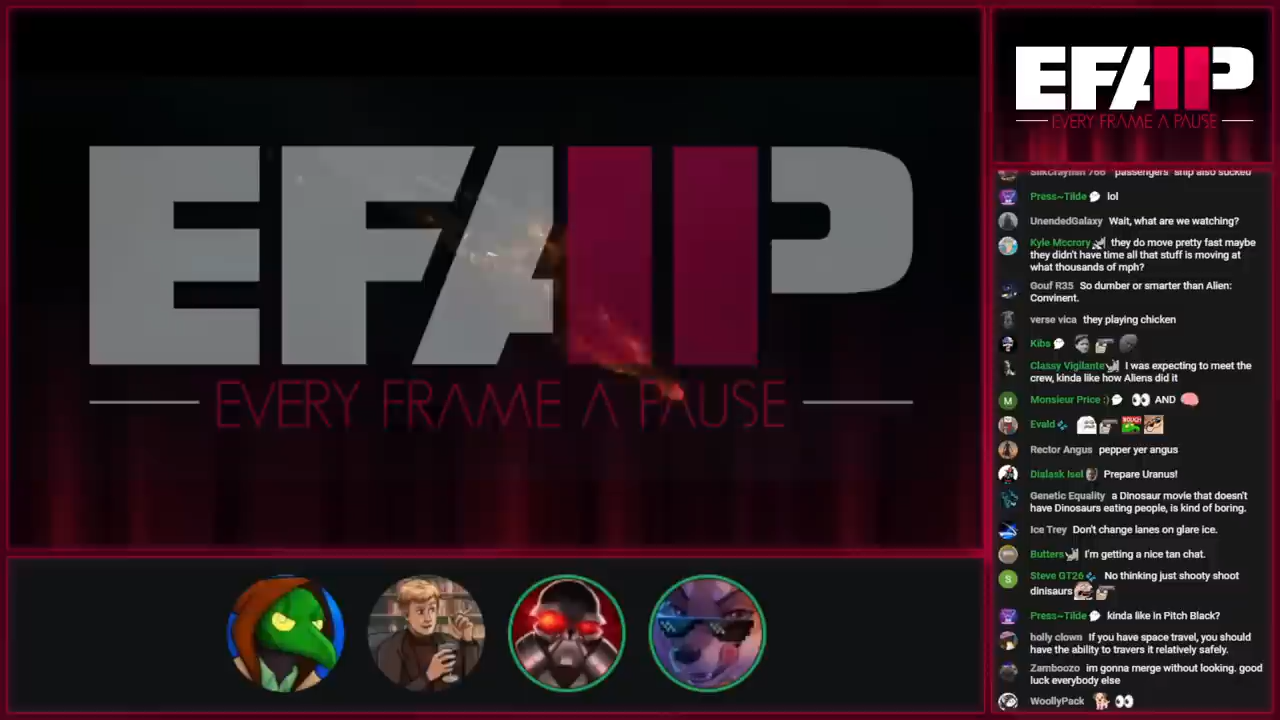 EFAP
EVERY FRAME A PAUSE
EFAP
EVERY FRAME A PAUSE
passengers ship also sucked
Press~Tilde lol
UnendedGalaxy Wait, what are we watching?
Kyle Mccrory they do move pretty fast maybe
they didn't have time all that stuff is moving at
what thousands of mph?
Gouf R35 So dumber or smarter than Alien:
Convinent.
verse vica they playing chicken
Kibs
Classy Vigilante I was expecting to meet the
crew, kinda like how Aliens did it
Monsieur Price :) AND
Evald
Rector Angus pepper yer angus
Dislask Isel Prepare Uranus!
Genetic Equality a Dinosaur movie that doesn't
have Dinosaurs eating people, is kind of boring.
Ice Trey Don't change lanes on glare ice.
Butters I'm getting a nice tan chat.
Steve GT26 No thinking just shooty shoot
dinisaurs
Press~Tilde kinda like in Pitch Black?
holly clown If you have space travel, you should
have the ability to travers it relatively safely.
Zamboozo im gonna merge without looking. good
luck everybody else
WoollyPack